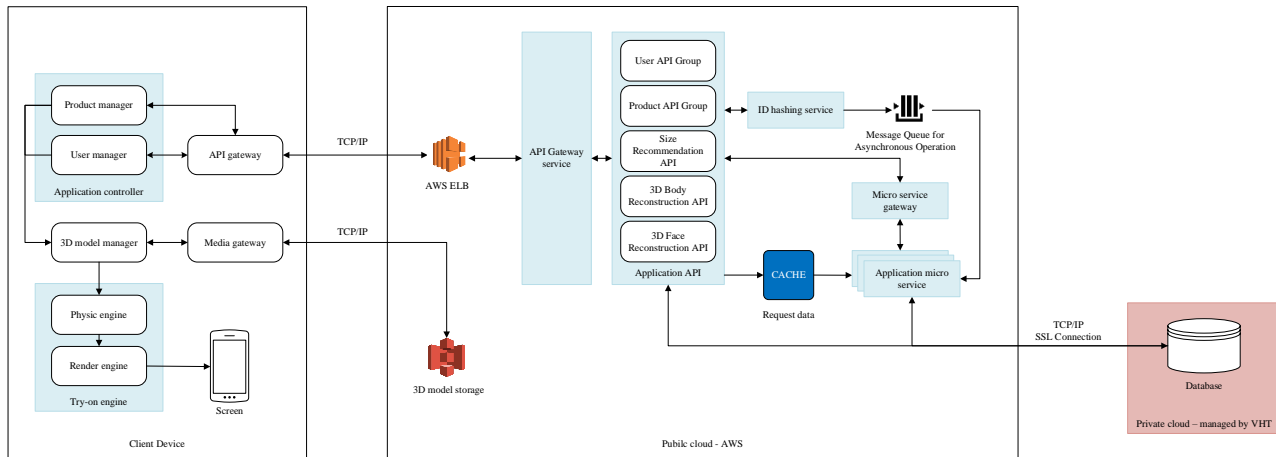 Product manager
User manager
Application controller
API gateway
TCP/IP
3D model manager
Media gateway
TCP/IP
Physic engine
Render engine
Try-on engine
Screen
Client Device
AWS ELB
3D model storage
API Gateway
service
User API Group
Product API Group
Size
Recommendation
API
3D Body
Reconstruction API
3D Face
Reconstruction API
Application API
ID hashing service
Message Queue for
Asynchronous Operation
Micro service
gateway
CACHE
Request data
Application micro
service
Pubilc cloud - AWS
TCP/IP
SSL Connection
Database
Private cloud – managed by VHT